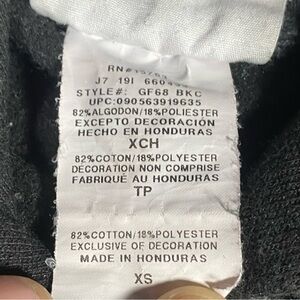 J7 19I
STYLE#: GF68 BKC
UPC:090563919635
82%ALGODON/18%POLIESTER
EXCEPTO DECORACIÓN
HECHO EN HONDURAS
XCH
82%COTON/18%POLYESTER
DECORATION NON COMPRISE
FABRIQUÉ AU HONDURAS
TP
82%COTTON/18%POLYESTER
EXCLUSIVE OF DECORATION
MADE IN HONDURAS
XS